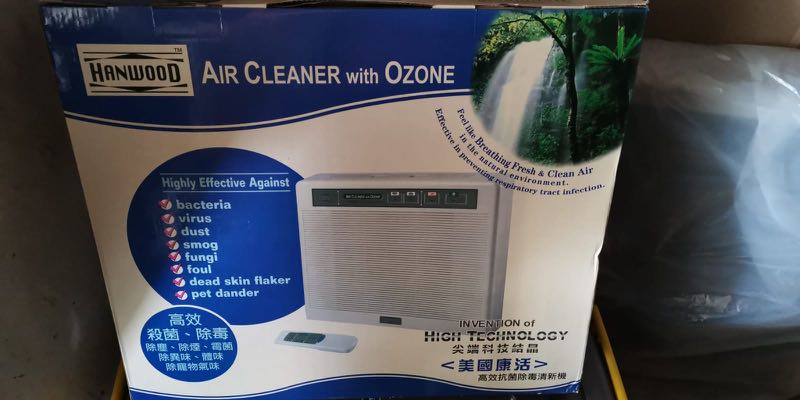 HANWOOD TM
AIR CLEANER with OZONE
Feel like Breathing Fresh & Clean Air
in the natural environment.
Effective in preventing respiratory tract infection.
Highly Effective Against
bacteria
virus
dust
smog
fungi
foul
dead skin flaker
pet dander
AIR CLEANER WITH OZONE
高效
殺菌、除毒
除塵、除煙、霉菌
除異味、體味
除寵物氣味
INVENTION of
HIGH TECHNOLOGY
尖端科技結晶
<美國康活>
高效抗菌除毒清新機